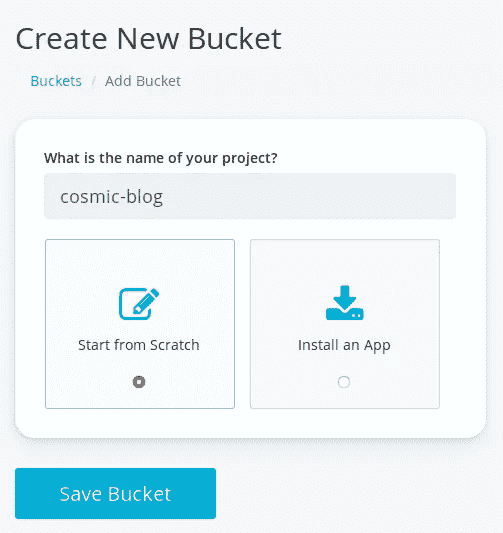 Create New Bucket
Buckets / Add Bucket
What is the name of your project?
cosmic-blog
Start from Scratch
Install an App
Save Bucket